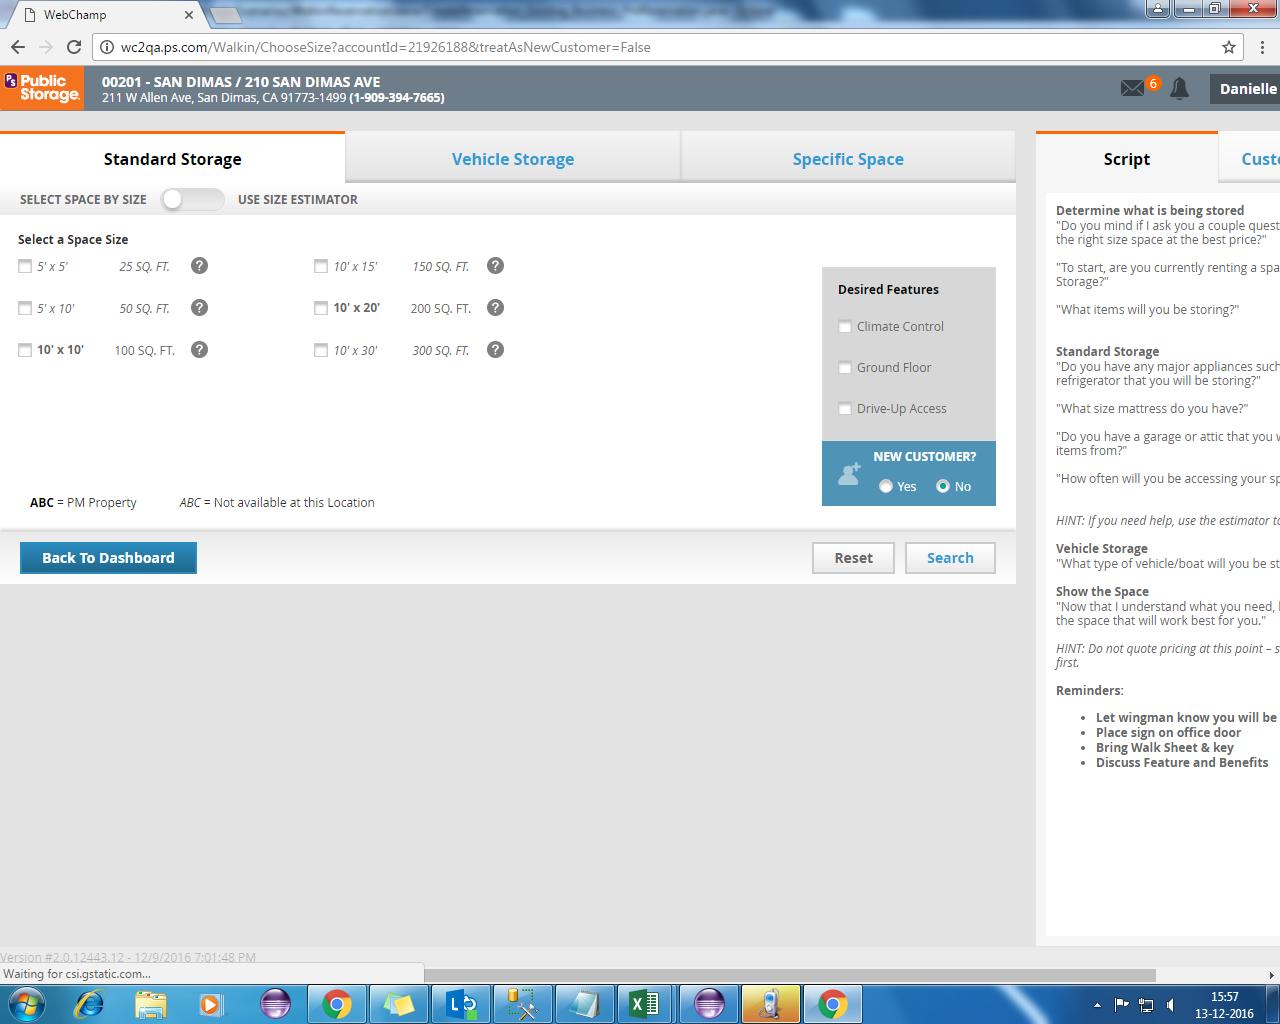 WebChamp
wc2qa.ps.com/Walkin/ChooseSize?accountId=21926188&treatAsNewCustomer=False
PS Public Storage.
00201 - SAN DIMAS / 210 SAN DIMAS AVE
211 W Allen Ave, San Dimas, CA 91773-1499 (1-909-394-7665)
6
Danielle
Standard Storage
Vehicle Storage
Specific Space
SELECT SPACE BY SIZE
USE SIZE ESTIMATOR
Select a Space Size
5' x 5' 25 SQ. FT. ?
10' x 15' 150 SQ. FT. ?
5' x 10' 50 SQ. FT. ?
10' x 20' 200 SQ. FT. ?
10' x 10' 100 SQ. FT. ?
10' x 30' 300 SQ. FT. ?
Desired Features
Climate Control
Ground Floor
Drive-Up Access
NEW CUSTOMER?
Yes No
ABC = PM Property
ABC = Not available at this Location
Back To Dashboard
Reset
Search
Script
Custo
Determine what is being stored
"Do you mind if I ask you a couple quest
the right size space at the best price?"
"To start, are you currently renting a spa
Storage?"
"What items will you be storing?"
Standard Storage
"Do you have any major appliances such
refrigerator that you will be storing?"
"What size mattress do you have?"
"Do you have a garage or attic that you w
items from?"
"How often will you be accessing your sp
HINT: If you need help, use the estimator to
Vehicle Storage
"What type of vehicle/boat will you be st
Show the Space
"Now that I understand what you need, l
the space that will work best for you."
HINT: Do not quote pricing at this point – s
first.
Reminders:
• Let wingman know you will be
• Place sign on office door
• Bring Walk Sheet & key
• Discuss Feature and Benefits
Version #2.0.12443.12 - 12/9/2016 7:01:48 PM
Waiting for csi.gstatic.com...
15:57
13-12-2016